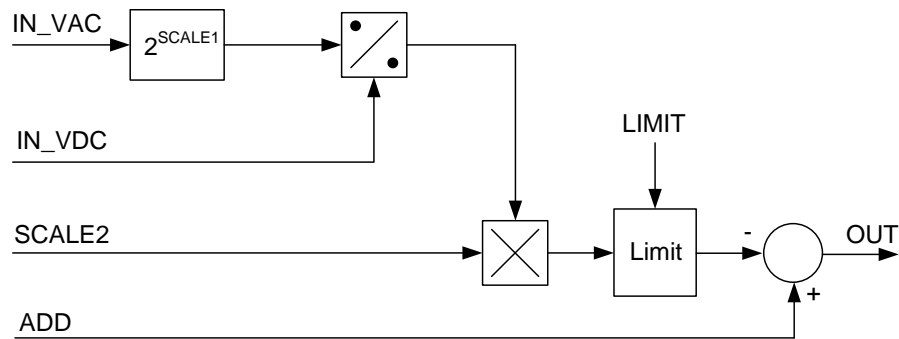 IN_VAC
2^SCALE1
IN_VDC
LIMIT
SCALE2
Limit
-
OUT
+
ADD